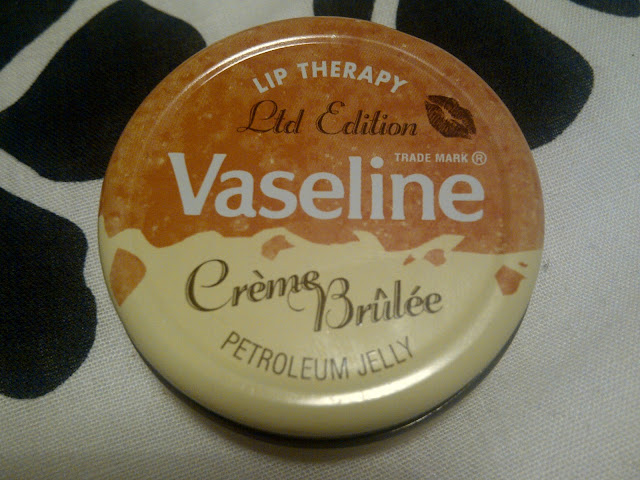 LIP THERAPY
Ltd Edition
TRADE MARK ®
Vaseline
Crème
Brûlée
PETROLEUM JELLY